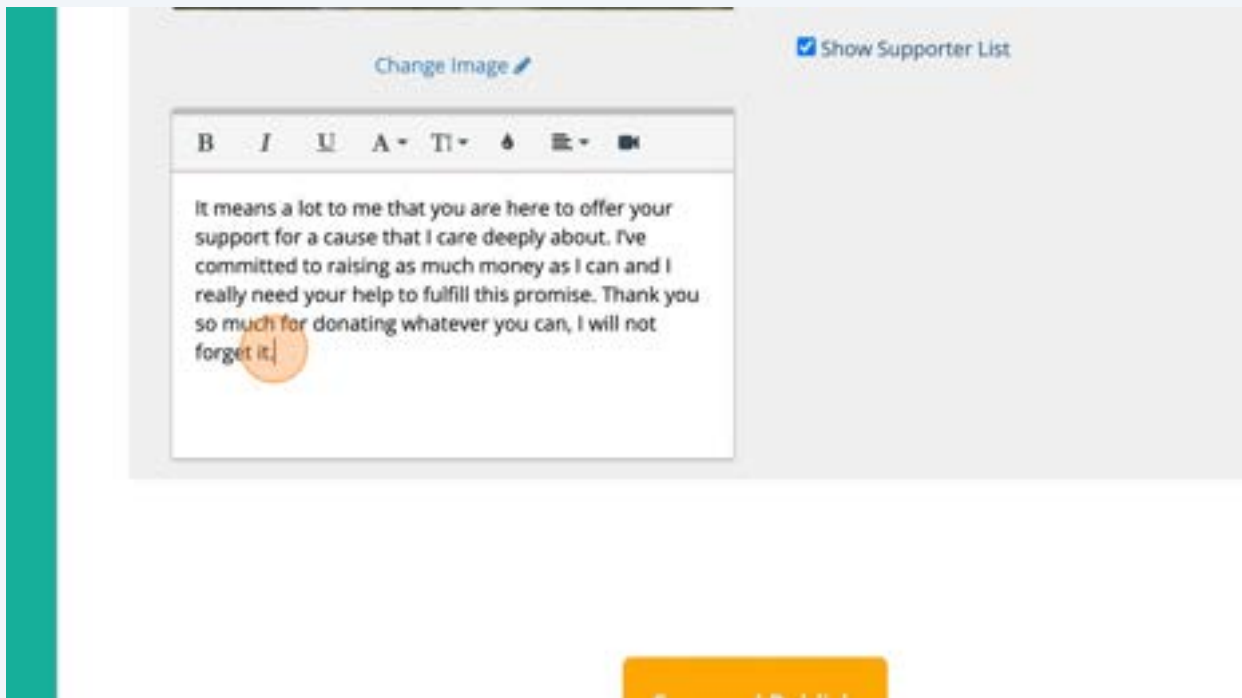 Change Image
Show Supporter List
B I U A T
It means a lot to me that you are here to offer your
support for a cause that I care deeply about. I've
committed to raising as much money as I can and I
really need your help to fulfill this promise. Thank you
so much for donating whatever you can, I will not
forget it.